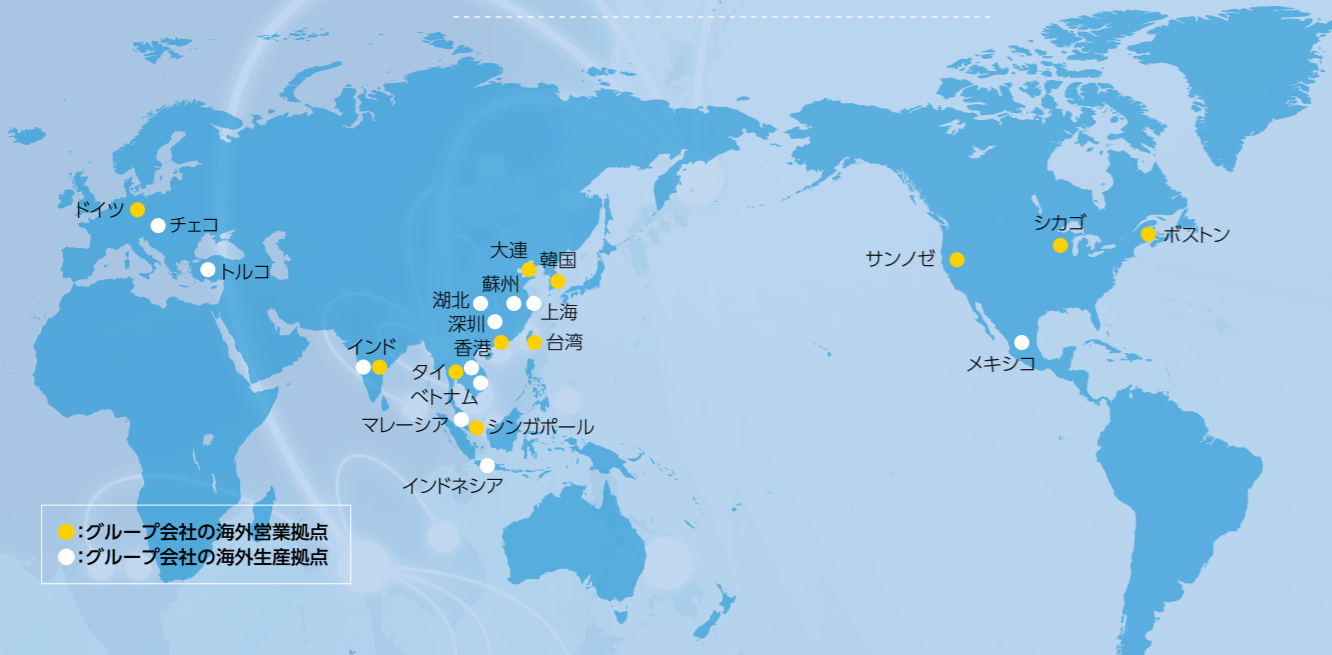 ドイツ
チェコ
トルコ
大連
韓国
蘇州
湖北
上海
深圳
香港
台湾
インド
タイ
ベトナム
マレーシア
シンガポール
インドネシア
サンノゼ
シカゴ
ボストン
メキシコ
:グループ会社の海外営業拠点
:グループ会社の海外生産拠点